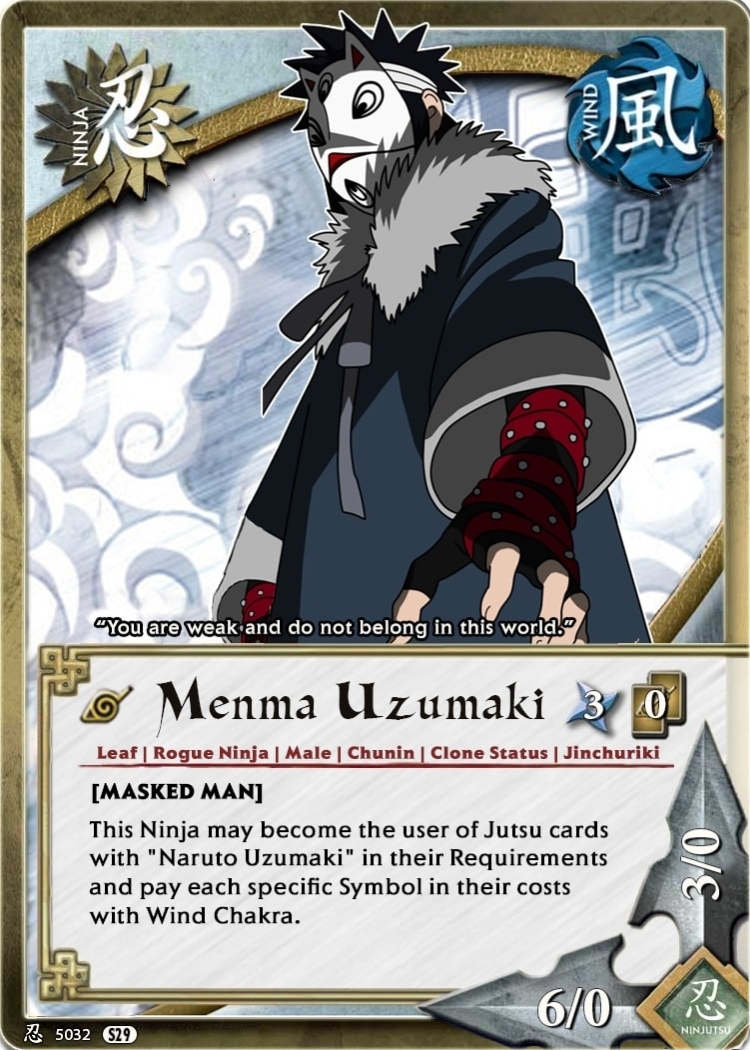 NINJA
忍
WIND
風
"You are weak and do not belong in this world."
Menma Uzumaki
3
0
Leaf | Rogue Ninja | Male | Chunin | Clone Status | Jinchuriki
[MASKED MAN]
This Ninja may become the user of Jutsu cards
with "Naruto Uzumaki" in their Requirements
and pay each specific Symbol in their costs
with Wind Chakra.
3/0
6/0
忍
NINJUTSU
忍 5032 S29